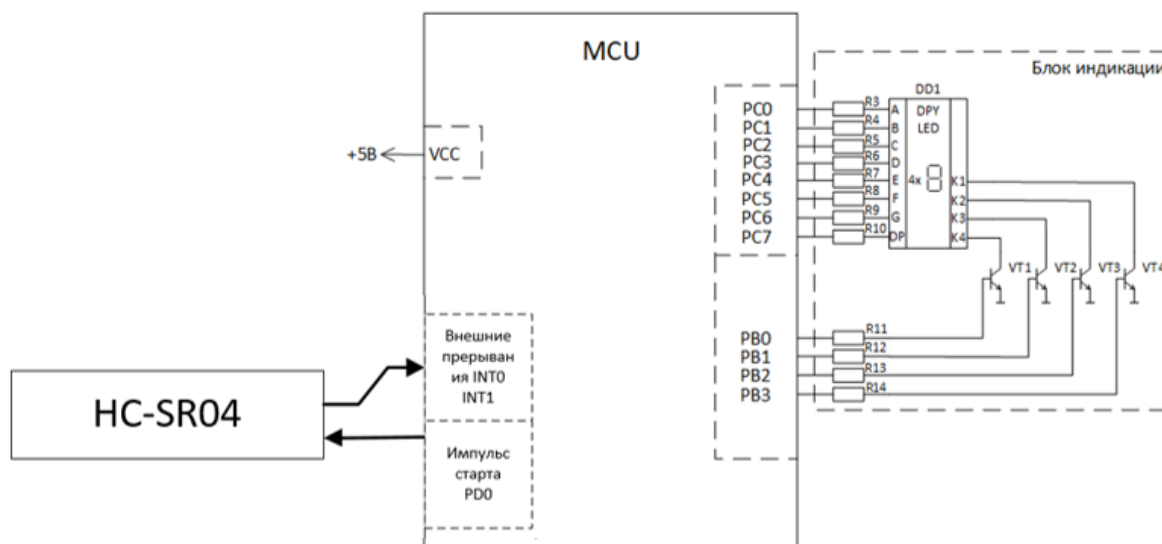 MCU
Блок индикации
DD1
PC0
PC1
PC2
PC3
PC4
PC5
PC6
PC7
R3
R4
R5
R6
R7
R8
R9
R10
A
B
C
D
E
F
G
DP
DPY
LED
4x
K1
K2
K3
K4
+5В
VCC
VT1
VT2
VT3
VT4
Внешние
прерыван
ия INT0
INT1
PB0
PB1
PB2
PB3
R11
R12
R13
R14
HC-SR04
Импульс
старта
PD0